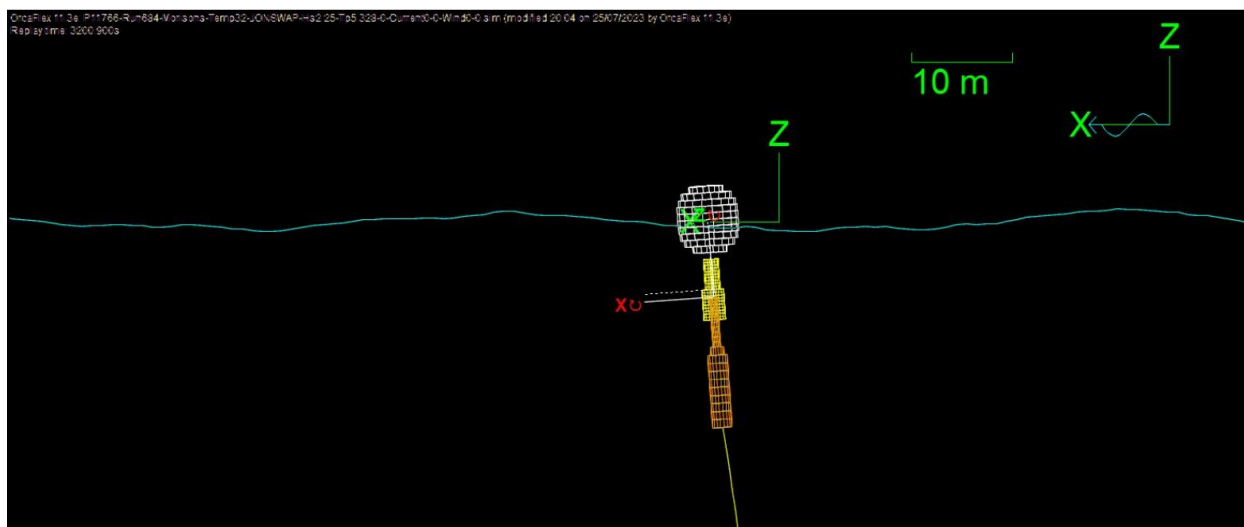 OrcaFlex 11.3e: P11766-Run684-Morisons-Temp32-JONSWAP-Hs2.25-Tp5.328-0-Current0-0-Wind0-0.sim (modified 20:04 on 25/07/2023 by OrcaFlex 11.3e)
Replay time: 3200.900s
Z
10 m
X
Z
X
x